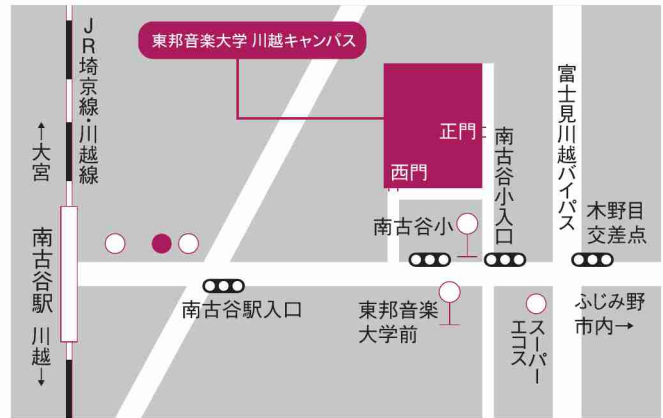 東邦音楽大学 川越キャンパス
JR埼京線・川越線
←大宮
南古谷駅
川越→
正門
西門
南古谷小入口
富士見川越バイパス
木野目
交差点
南古谷小
南古谷駅入口
東邦音楽
大学前
スーパー
エコス
ふじみ野
市内→